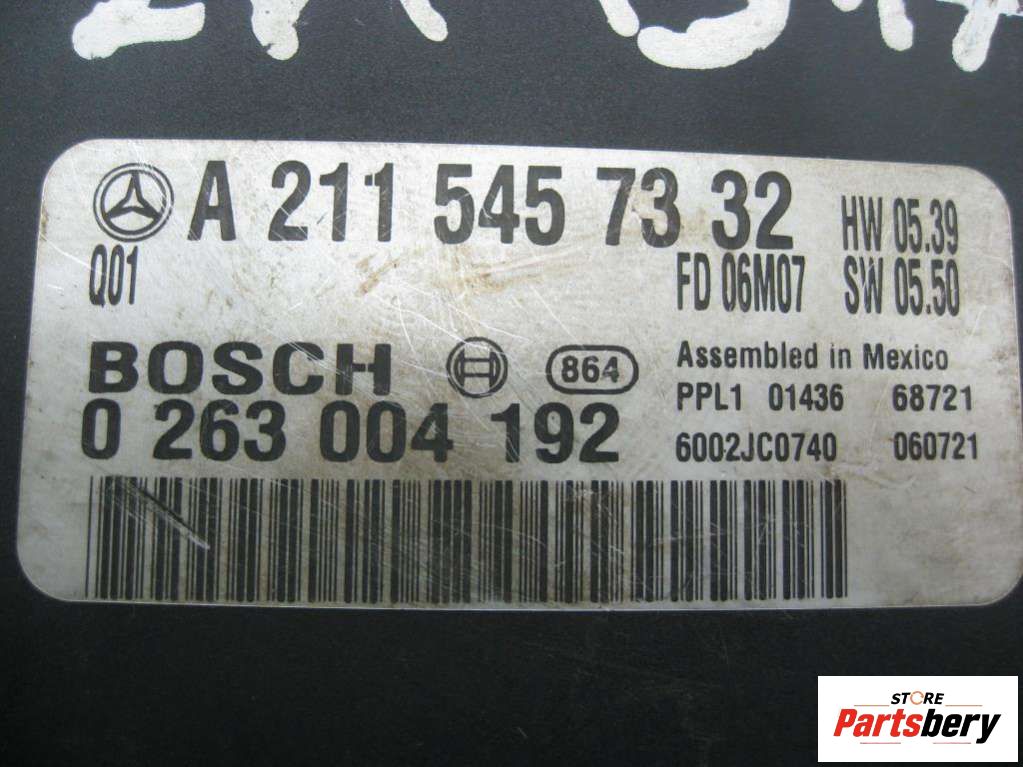 A 211 545 73 32
HW 05.39
Q01
FD 06M07
SW 05.50
BOSCH
864
Assembled in Mexico
0 263 004 192
PPL1 01436 68721
6002JC0740 060721
STORE
Partsbery